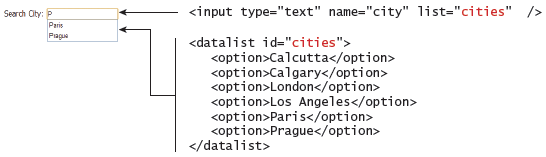 Search City: P
Paris
Prague
<input type="text" name="city" list="cities" />
<datalist id="cities">
<option>Calcutta</option>
<option>Calgary</option>
<option>London</option>
<option>Los Angeles</option>
<option>Paris</option>
<option>Prague</option>
</datalist>